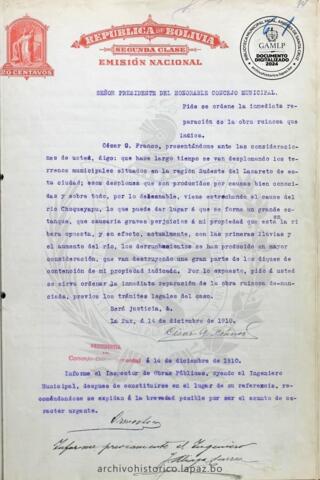 REPUBLICA DE BOLIVIA
SEGUNDA CLASE
EMISIÓN NACIONAL
20 CENTAVOS
GAMLP
DOCUMENTO
DIGITALIZADO
2024
SEÑOR PRESIDENTE DEL HONORABLE CONCEJO MUNICIPAL.
Pide se ordene la inmediata re-
paración de la obra ruinosa que
indica.
César G. Franco, presentándome ante las consideracio-
nes de usted, digo: que hace largo tiempo se van desplomando los te-
rrenos municipales situados en la región Sudeste del Lazareto de es-
ta ciudad; esos desplomes que son producidos por causas bien conoci-
das y sobre todo, por lo deleznable, viene estrechando el cauce del
río Choqueyapu, lo que puede dar lugar á que se forme un grande es-
tanque, que causará graves perjuicios á mi propiedad que está en la ri-
bera opuesta, y en efecto, actualmente, con las primeras lluvias y
el aumento del río, los derrumbamientos se han producido en mayor
consideración, que van destruyendo una gran parte de los diques de
contención de mi propiedad indicada. Por lo expuesto, pido á usted
se sirva ordenar la inmediata reparación de la obra ruinosa denun-
ciada, previos los trámites legales del caso.
Será justicia, &.
La Paz, á 14 de diciembre de 1910.
PRESIDENCIA
á 14 de diciembre de 1910.
Informe el Inspector de Obras Públicas, oyendo el Ingeniero
Municipal, despues de constituirse en el lugar de su referencia, reco-
mendándose se expidan á la brevedad posible por ser el asunto de ca-
racter urgente.
Informe previamente el Ingeniero
archivohistorico.lapaz.bo